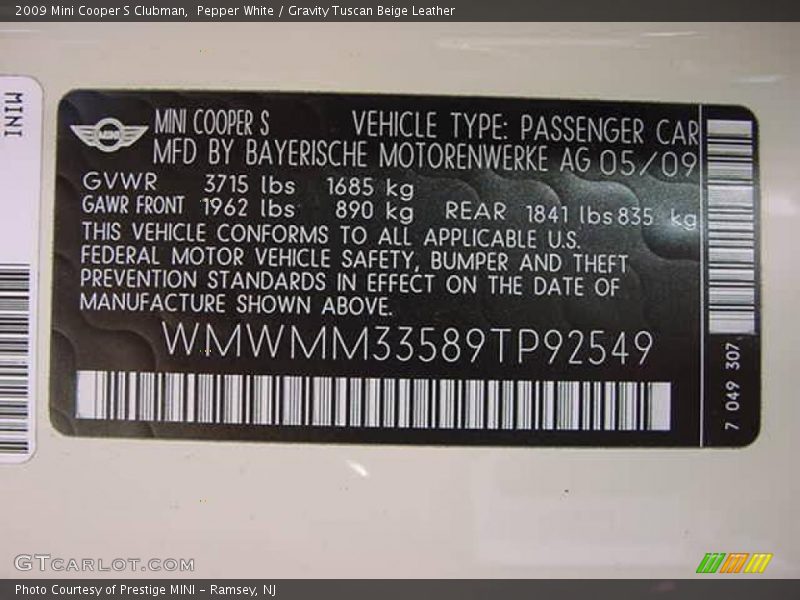 2009 Mini Cooper S Clubman,  Pepper White / Gravity Tuscan Beige Leather
MINI
MINI
MINI COOPER S VEHICLE TYPE: PASSENGER CAR
MFD BY BAYERISCHE MOTORENWERKE AG 05/09
GVWR 3715 lbs 1685 kg
GAWR FRONT 1962 lbs 890 kg REAR 1841 lbs 835 kg
THIS VEHICLE CONFORMS TO ALL APPLICABLE U.S.
FEDERAL MOTOR VEHICLE SAFETY, BUMPER AND THEFT
PREVENTION STANDARDS IN EFFECT ON THE DATE OF
MANUFACTURE SHOWN ABOVE.
WMWMM33589TP92549
7 049 307
GTCARLOT.COM
Photo Courtesy of Prestige MINI - Ramsey, NJ